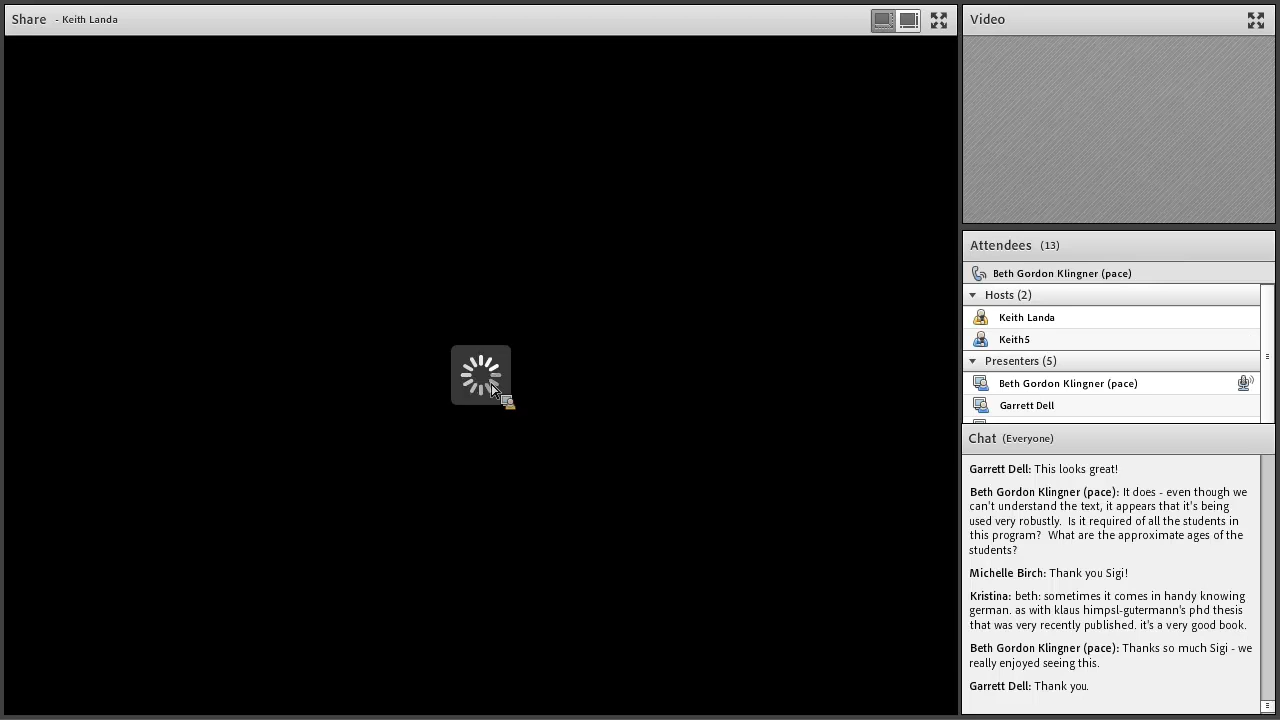 Share - Keith Landa
Video
Attendees (13)
Beth Gordon Klingner (pace)
Hosts (2)
Keith Landa
Keith5
Presenters (5)
Beth Gordon Klingner (pace)
Garrett Dell
Chat (Everyone)
Garrett Dell: This looks great!
Beth Gordon Klingner (pace): It does - even though we
can't understand the text, it appears that it's being
used very robustly. Is it required of all the students in
this program? What are the approximate ages of the
students?
Michelle Birch: Thank you Sigi!
Kristina: beth: sometimes it comes in handy knowing
german. as with klaus himpsl-gutermann's phd thesis
that was very recently published. it's a very good book.
Beth Gordon Klingner (pace): Thanks so much Sigi - we
really enjoyed seeing this.
Garrett Dell: Thank you.